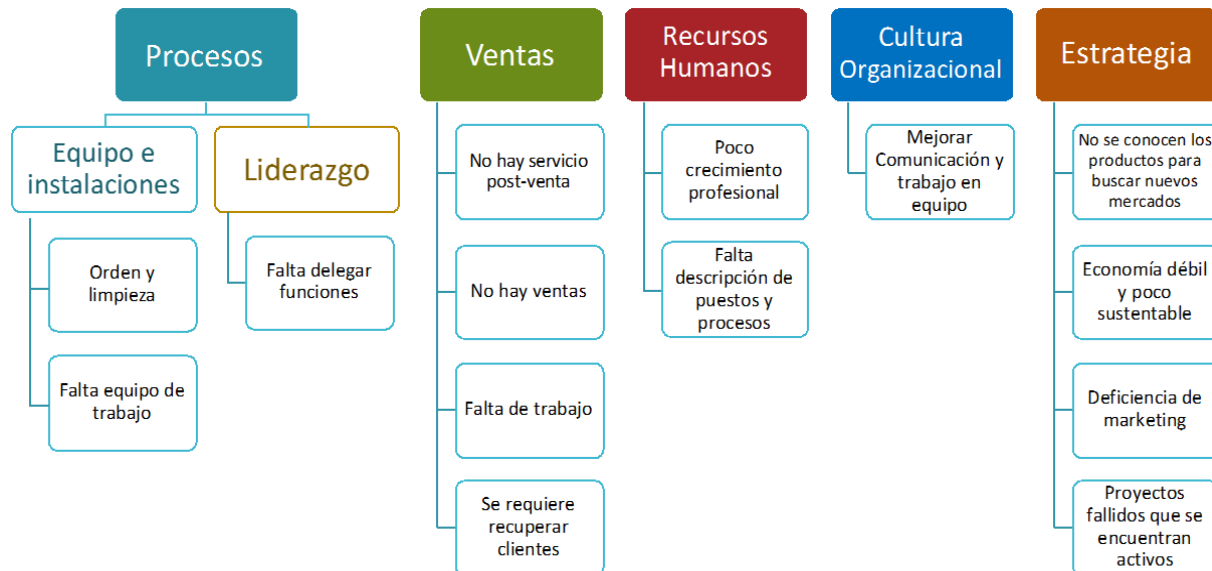 Procesos
Equipo e
instalaciones
Orden y
limpieza
Falta equipo de
trabajo
Liderazgo
Falta delegar
funciones
Ventas
No hay servicio
post-venta
No hay ventas
Falta de trabajo
Se requiere
recuperar
clientes
Recursos
Humanos
Poco
crecimiento
profesional
Falta
descripción de
puestos y
procesos
Cultura
Organizacional
Mejorar
Comunicación y
trabajo en
equipo
Estrategia
No se conocen los
productos para
buscar nuevos
mercados
Economía débil
y poco
sustentable
Deficiencia de
marketing
Proyectos
fallidos que se
encuentran
activos